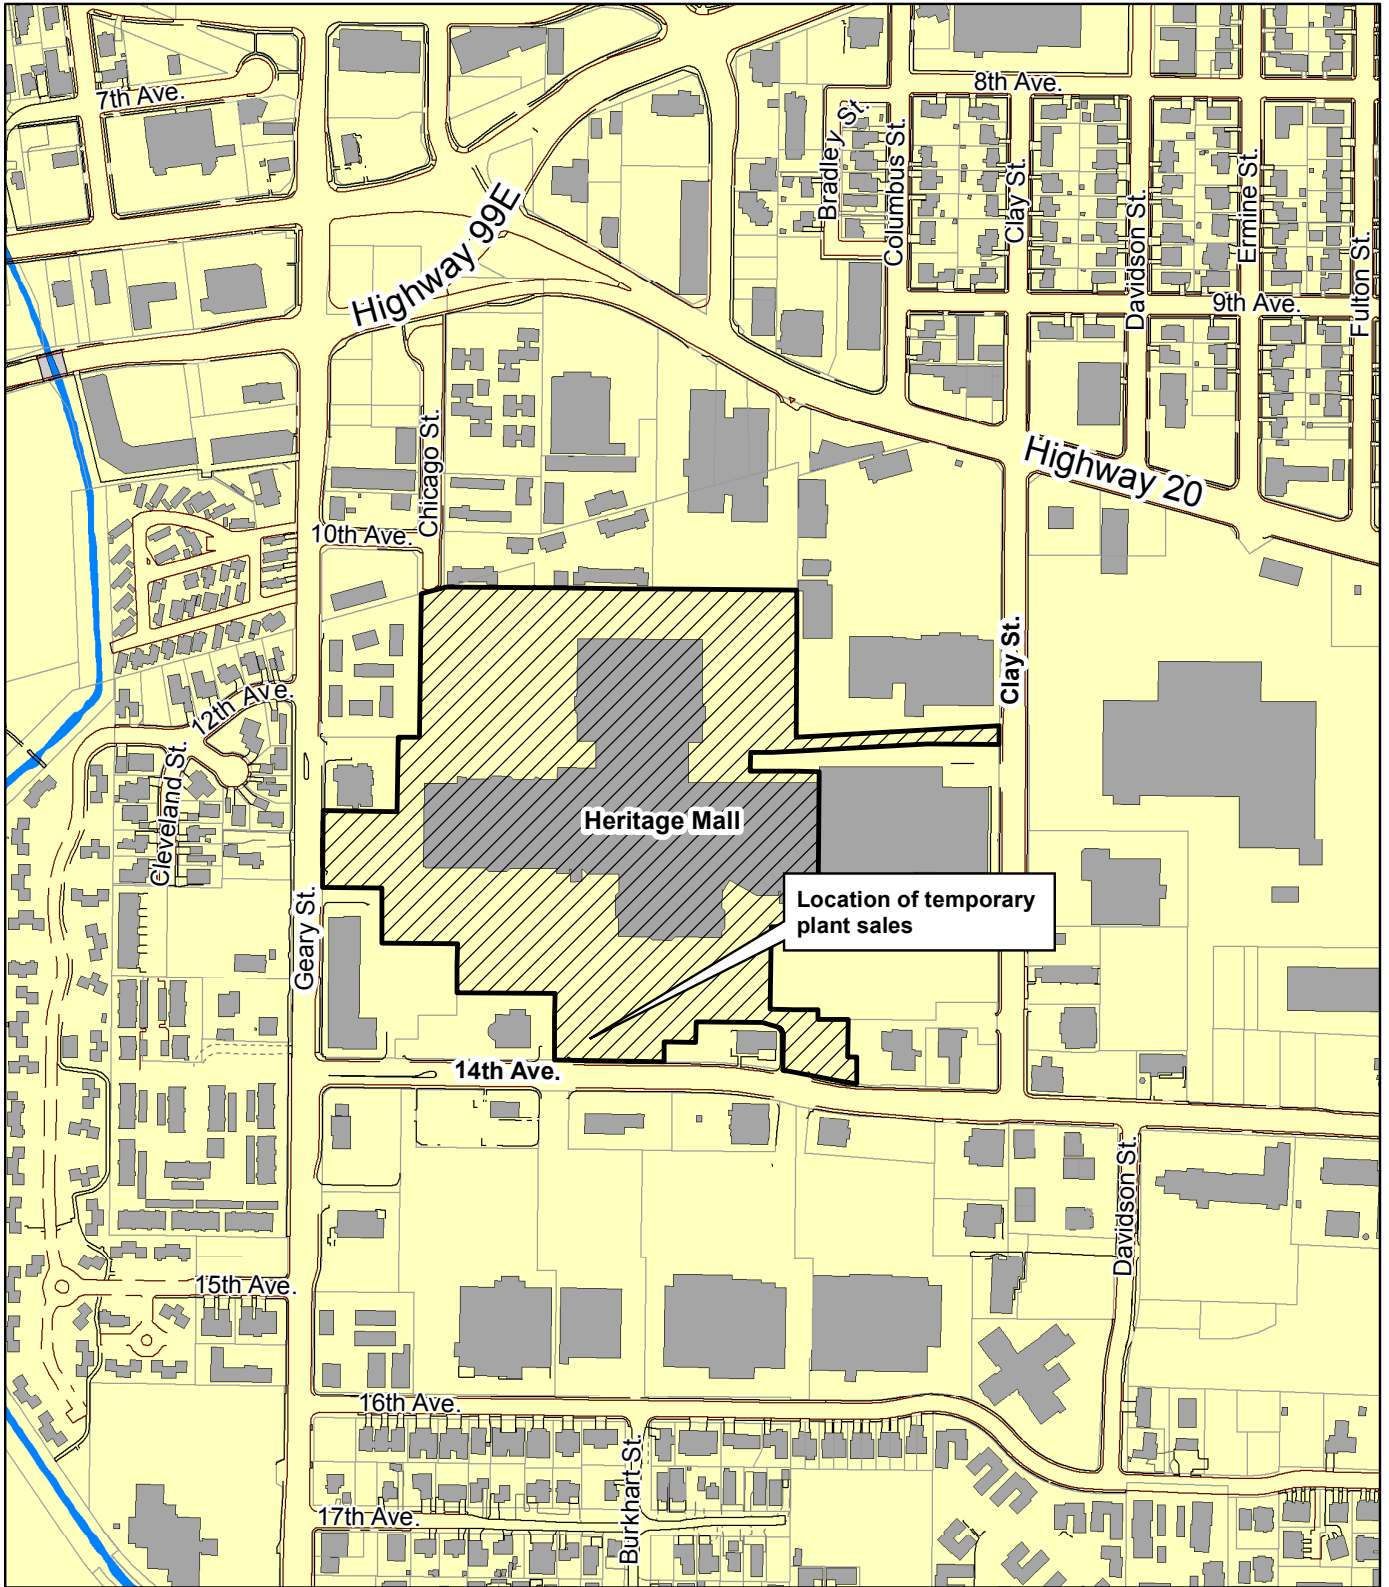 7th Ave.
8th Ave.
Bradley St.
Columbus St.
Clay St.
Davidson St.
Ermine St.
Fulton St.
Highway 99E
9th Ave.
Chicago St.
Highway 20
10th Ave.
Clay St.
12th Ave.
Cleveland St.
Heritage Mall
Location of temporary
plant sales
Geary St.
14th Ave.
Davidson St.
15th Ave.
16th Ave.
Burkhart St.
17th Ave.